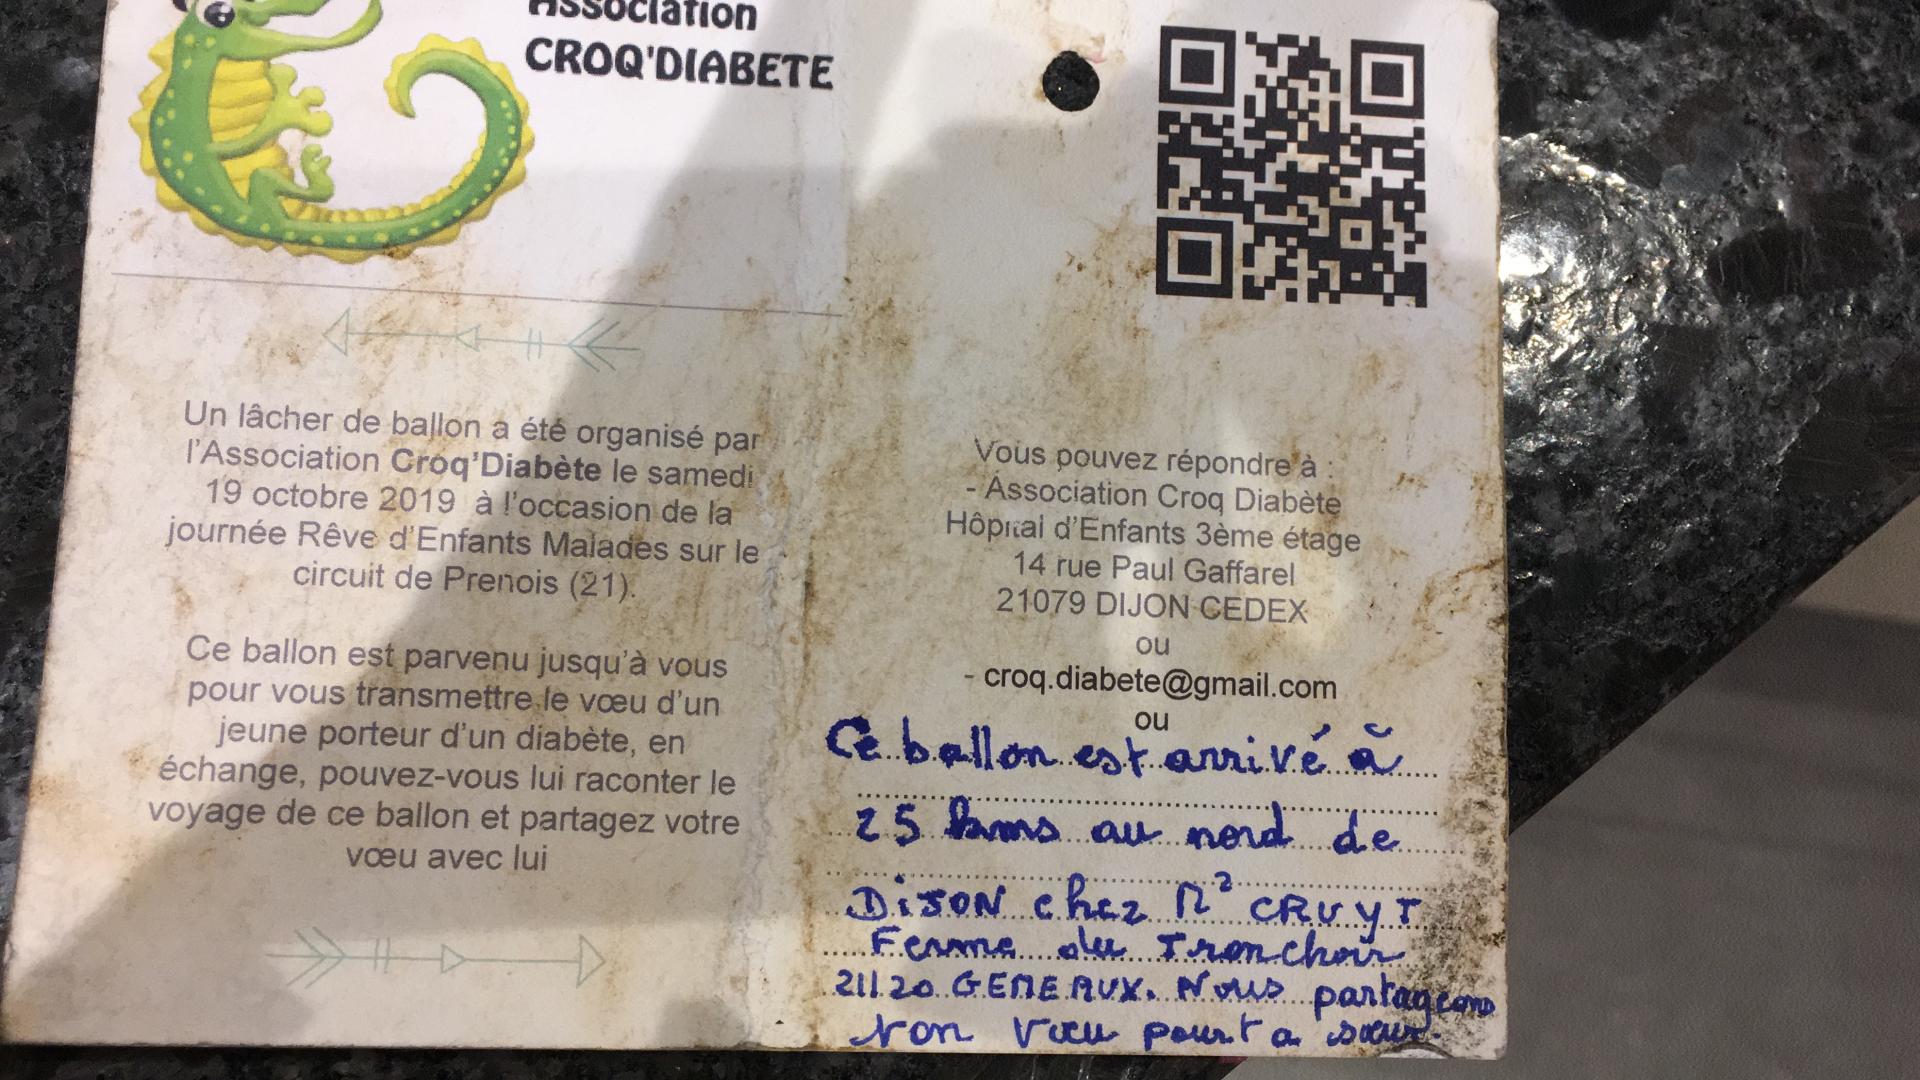 Association
CROQ'DIABETE
Un lâcher de ballon a été organisé par
l'Association Croq'Diabète le samedi
19 octobre 2019 à l'occasion de la
journée Rêve d'Enfants Malades sur le
circuit de Prenois (21).
Ce ballon est parvenu jusqu'à vous
pour vous transmettre le vœu d'un
jeune porteur d'un diabète, en
échange, pouvez-vous lui raconter le
voyage de ce ballon et partagez votre
vœu avec lui
Vous pouvez répondre à :
- Association Croq Diabète
Hôpital d'Enfants 3ème étage
14 rue Paul Gaffarel
21079 DIJON CEDEX
ou
- croq.diabete@gmail.com
ou
Ce ballon est arrivé à
25 kms au nord de
DIJON chez Mr CRUYT
Ferme du Tronchoir
21120 GEMEAUX. Nous partageons
ton vœu pour ta sœur.